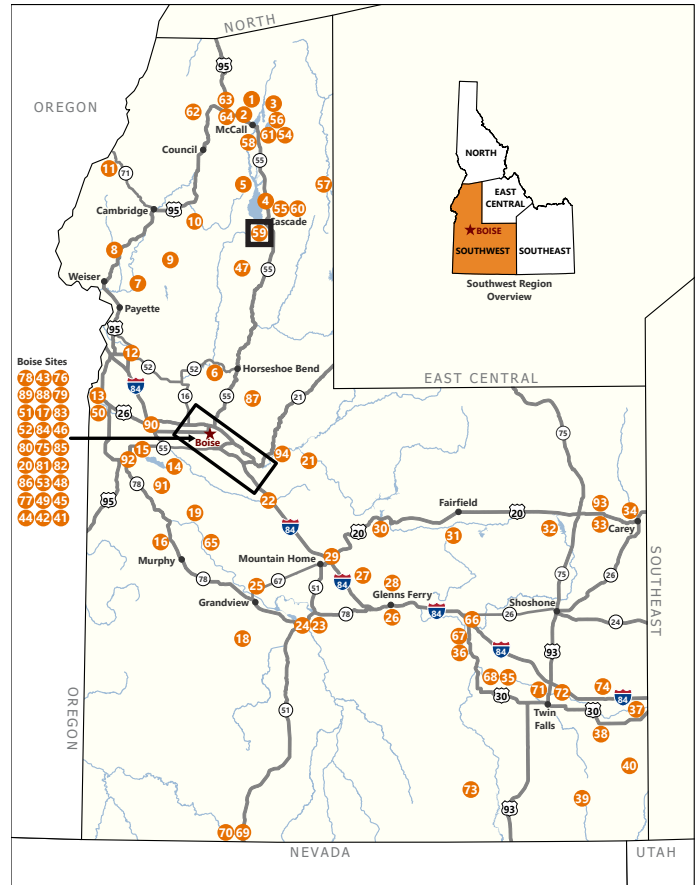 NORTH
OREGON
95
63
1
3
62
64
2
56
McCall
61
54
58
Council
55
11
71
5
57
4
55
60
Cambridge
95
10
Cascade
59
8
9
47
55
Weiser
7
Payette
95
12
52
52
6
Horseshoe Bend
84
16
55
87
21
13
50
26
90
Boise
15
55
94
21
92
14
78
91
95
22
19
84
16
65
Murphy
Mountain Home
29
20
30
Fairfield
20
31
32
93
33
34
Carey
75
75
26
78
67
25
Grandview
51
84
27
28
Glenns Ferry
26
78
24
23
18
84
66
26
Shoshone
24
67
36
84
93
68
35
71
72
74
84
30
30
37
Twin
Falls
38
40
39
73
93
51
70
69
Boise Sites
78 43 76
89 88 79
51 17 83
52 84 46
80 75 85
20 81 82
86 53 48
77 49 45
44 42 41
NORTH
EAST
CENTRAL
BOISE
SOUTHWEST
SOUTHEAST
Southwest Region
Overview
EAST CENTRAL
SOUTHEAST
OREGON
NEVADA
UTAH